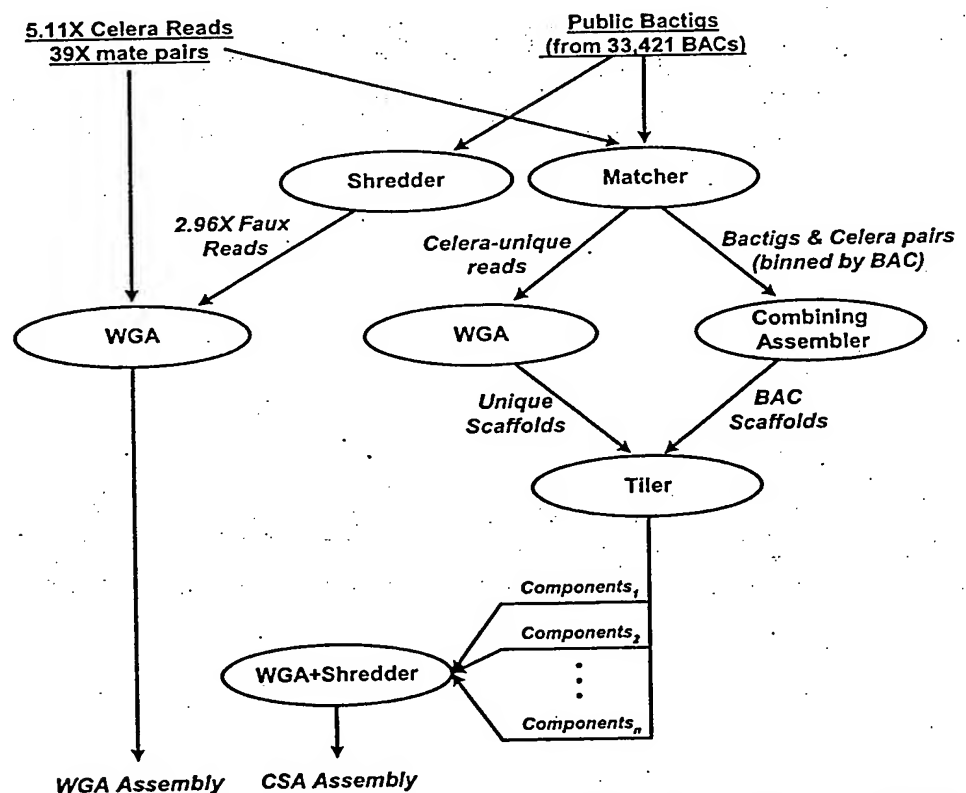 5.11X Celera Reads
39X mate pairs
Public Bactigs
(from 33,421 BACs)
Shredder
Matcher
2.96X Faux
Reads
Celera-unique
reads
Bactigs & Celera pairs
(binned by BAC)
WGA
WGA
Combining
Assembler
Unique
Scaffolds
BAC
Scaffolds
Tiler
Components1
Components2
WGA+Shredder
Componentsn
WGA Assembly
CSA Assembly